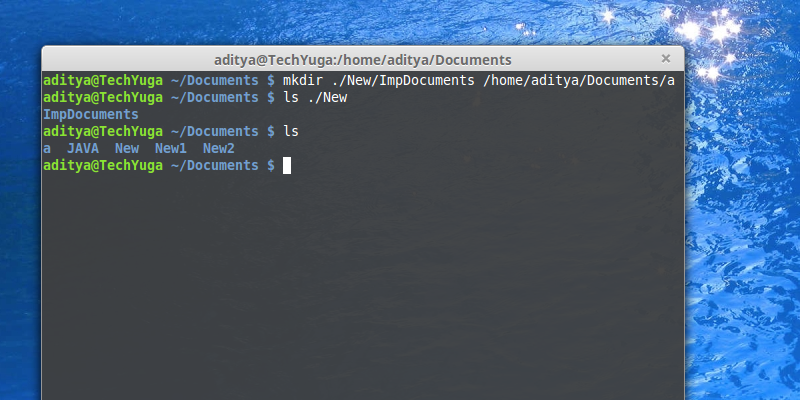 aditya@TechYuga:/home/aditya/Documents ×
aditya@TechYuga ~/Documents $ mkdir ./New/ImpDocuments /home/aditya/Documents/a
aditya@TechYuga ~/Documents $ ls ./New
ImpDocuments
aditya@TechYuga ~/Documents $ ls
a  JAVA  New  New1  New2
aditya@TechYuga ~/Documents $